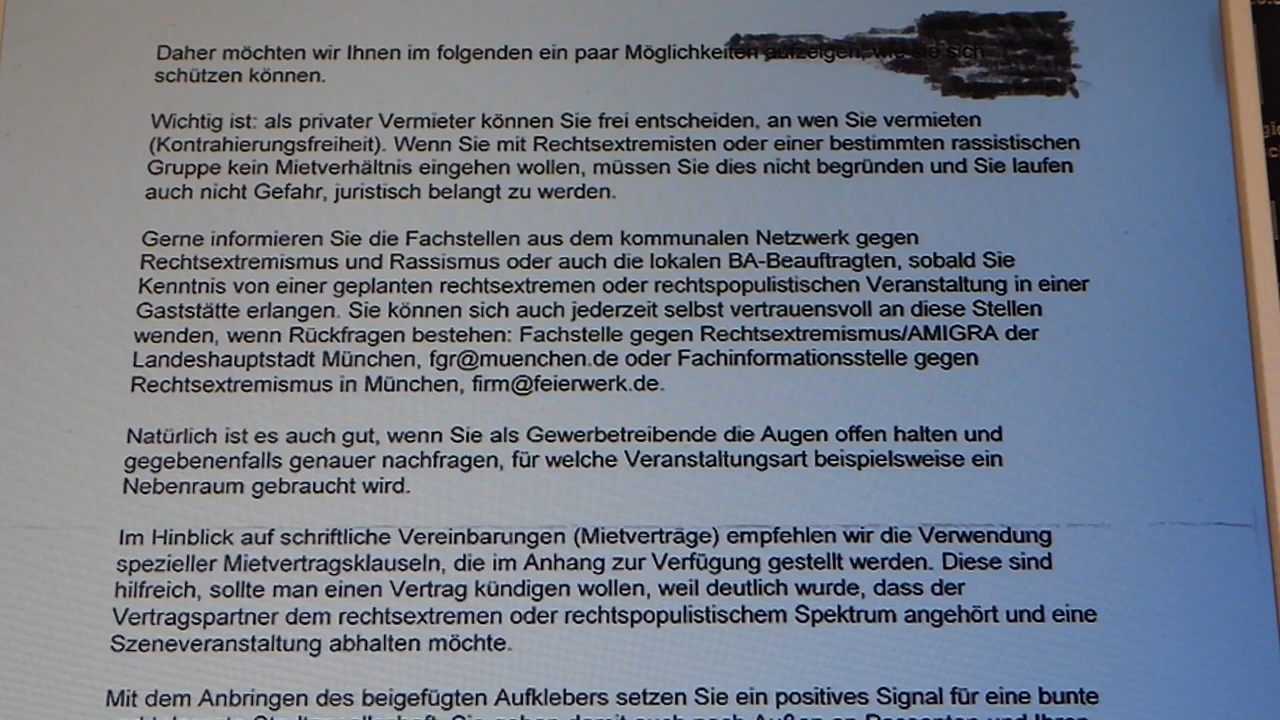 Daher möchten wir Ihnen im folgenden ein paar Möglichkeiten aufzeigen, wie sie sich
schützen können.
Wichtig ist: als privater Vermieter können Sie frei entscheiden, an wen Sie vermieten
(Kontrahierungsfreiheit). Wenn Sie mit Rechtsextremisten oder einer bestimmten rassistischen
Gruppe kein Mietverhältnis eingehen wollen, müssen Sie dies nicht begründen und Sie laufen
auch nicht Gefahr, juristisch belangt zu werden.
Gerne informieren Sie die Fachstellen aus dem kommunalen Netzwerk gegen
Rechtsextremismus und Rassismus oder auch die lokalen BA-Beauftragten, sobald Sie
Kenntnis von einer geplanten rechtsextremen oder rechtspopulistischen Veranstaltung in einer
Gaststätte erlangen. Sie können sich auch jederzeit selbst vertrauensvoll an diese Stellen
wenden, wenn Rückfragen bestehen: Fachstelle gegen Rechtsextremismus/AMIGRA der
Landeshauptstadt München, fgr@muenchen.de oder Fachinformationsstelle gegen
Rechtsextremismus in München, firm@feierwerk.de.
Natürlich ist es auch gut, wenn Sie als Gewerbetreibende die Augen offen halten und
gegebenenfalls genauer nachfragen, für welche Veranstaltungsart beispielsweise ein
Nebenraum gebraucht wird.
Im Hinblick auf schriftliche Vereinbarungen (Mietverträge) empfehlen wir die Verwendung
spezieller Mietvertragsklauseln, die im Anhang zur Verfügung gestellt werden. Diese sind
hilfreich, sollte man einen Vertrag kündigen wollen, weil deutlich wurde, dass der
Vertragspartner dem rechtsextremen oder rechtspopulistischem Spektrum angehört und eine
Szeneveranstaltung abhalten möchte.
Mit dem Anbringen des beigefügten Aufklebers setzen Sie ein positives Signal für eine bunte